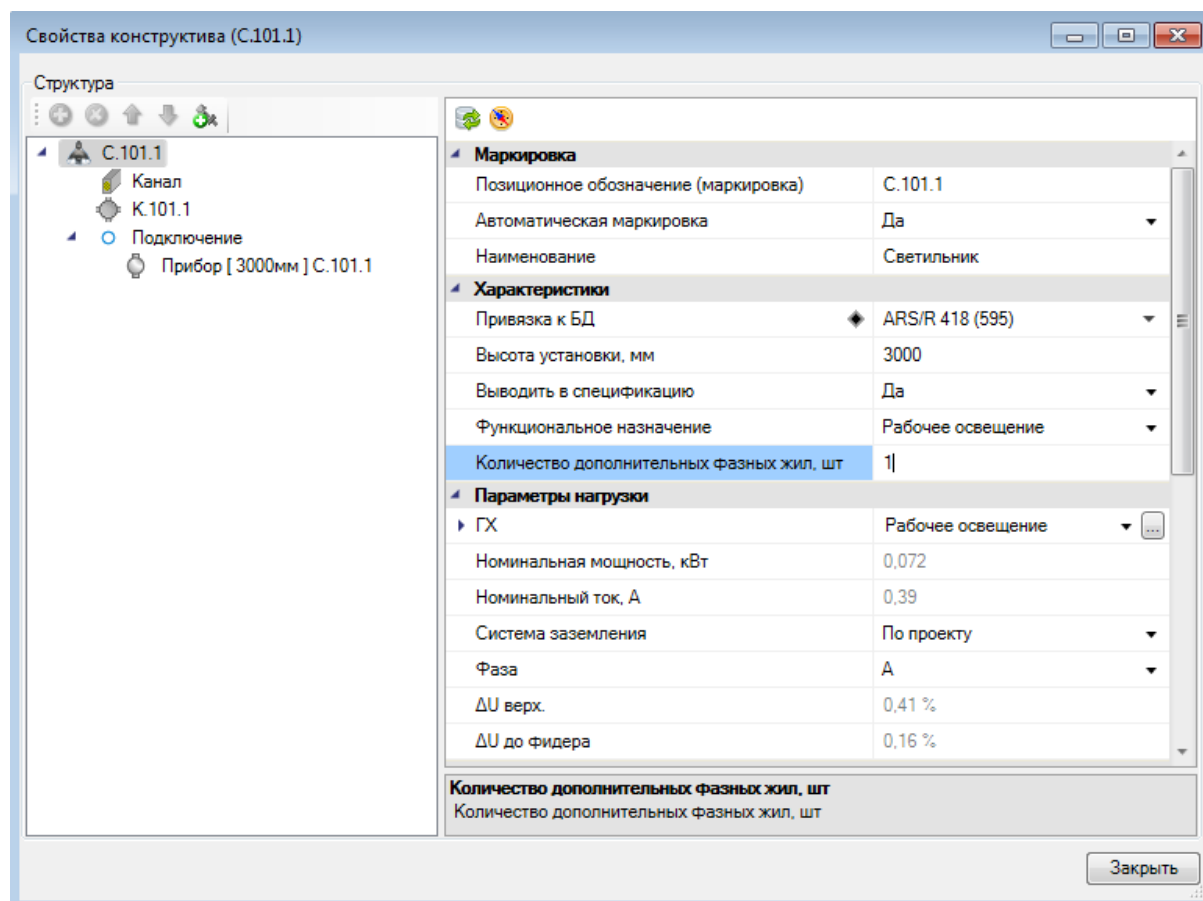 Свойства конструктива (С.101.1)
Структура
С.101.1
Канал
К.101.1
Подключение
Прибор [ 3000мм ] С.101.1
Маркировка
Позиционное обозначение (маркировка) С.101.1
Автоматическая маркировка Да
Наименование Светильник
Характеристики
Привязка к БД ARS/R 418 (595)
Высота установки, мм 3000
Выводить в спецификацию Да
Функциональное назначение Рабочее освещение
Количество дополнительных фазных жил, шт 1
Параметры нагрузки
ГХ Рабочее освещение ...
Номинальная мощность, кВт 0,072
Номинальный ток, А 0,39
Система заземления По проекту
Фаза А
ΔU верх. 0,41 %
ΔU до фидера 0,16 %
Количество дополнительных фазных жил, шт
Количество дополнительных фазных жил, шт
Закрыть